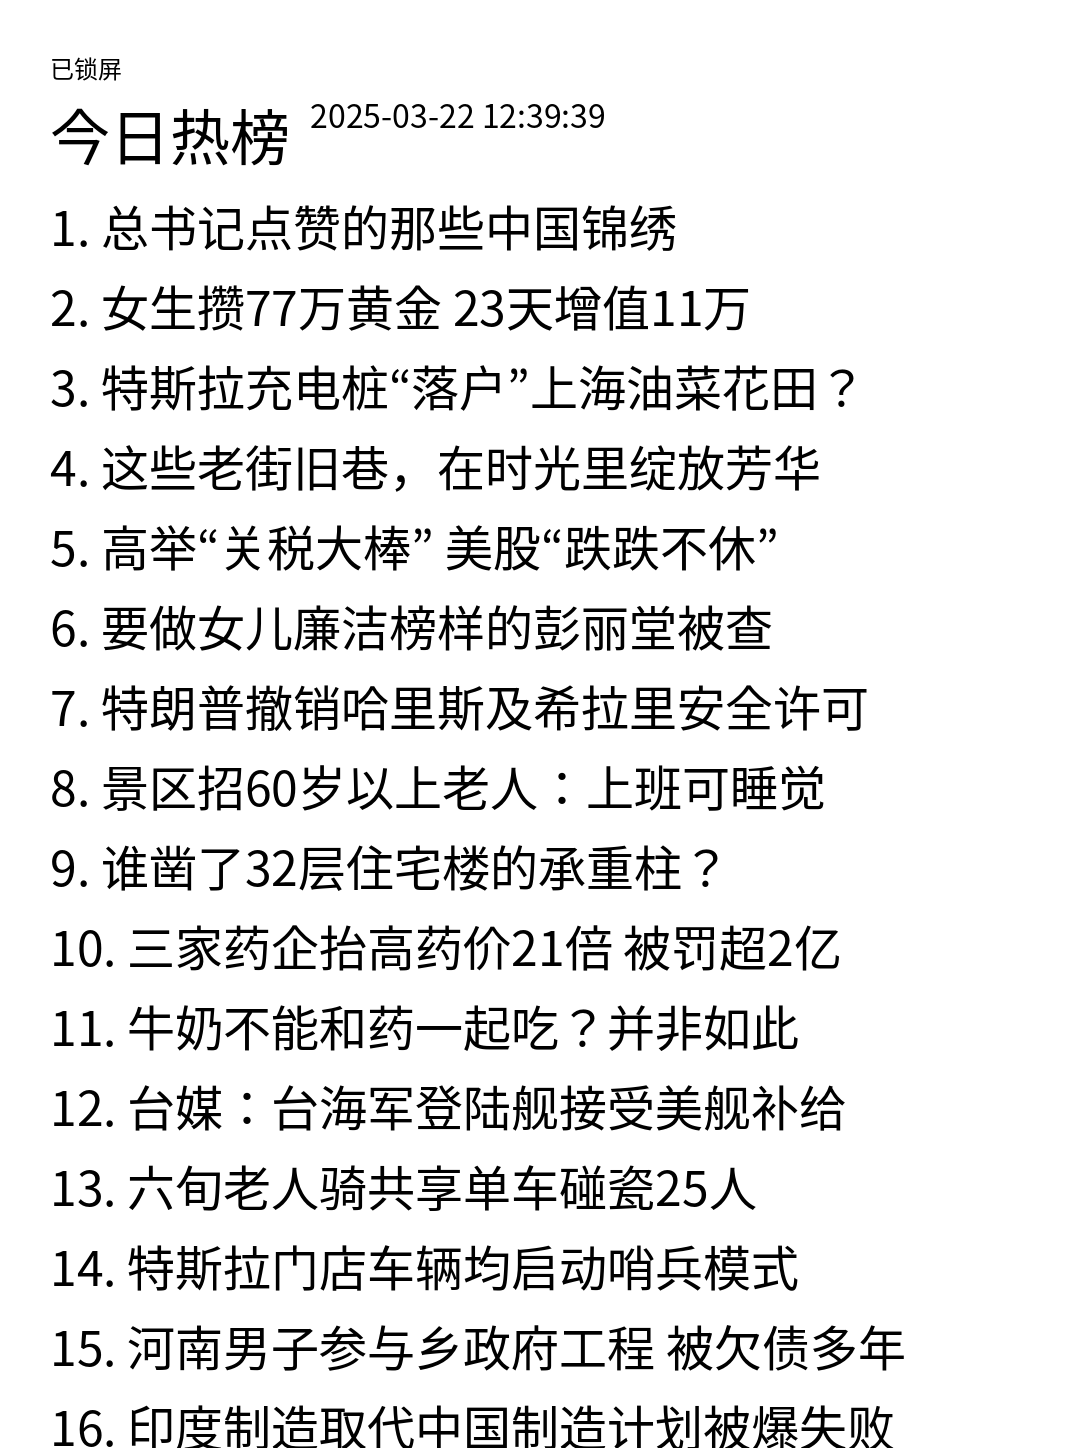 已锁屏
今日热榜 2025-03-22 12:39:39
1. 总书记点赞的那些中国锦绣
2. 女生攒77万黄金 23天增值11万
3. 特斯拉充电桩“落户”上海油菜花田？
4. 这些老街旧巷，在时光里绽放芳华
5. 高举“关税大棒” 美股“跌跌不休”
6. 要做女儿廉洁榜样的彭丽堂被查
7. 特朗普撤销哈里斯及希拉里安全许可
8. 景区招60岁以上老人：上班可睡觉
9. 谁凿了32层住宅楼的承重柱？
10. 三家药企抬高药价21倍 被罚超2亿
11. 牛奶不能和药一起吃？并非如此
12. 台媒：台海军登陆舰接受美舰补给
13. 六旬老人骑共享单车碰瓷25人
14. 特斯拉门店车辆均启动哨兵模式
15. 河南男子参与乡政府工程 被欠债多年
16. 印度制造取代中国制造计划被爆失败